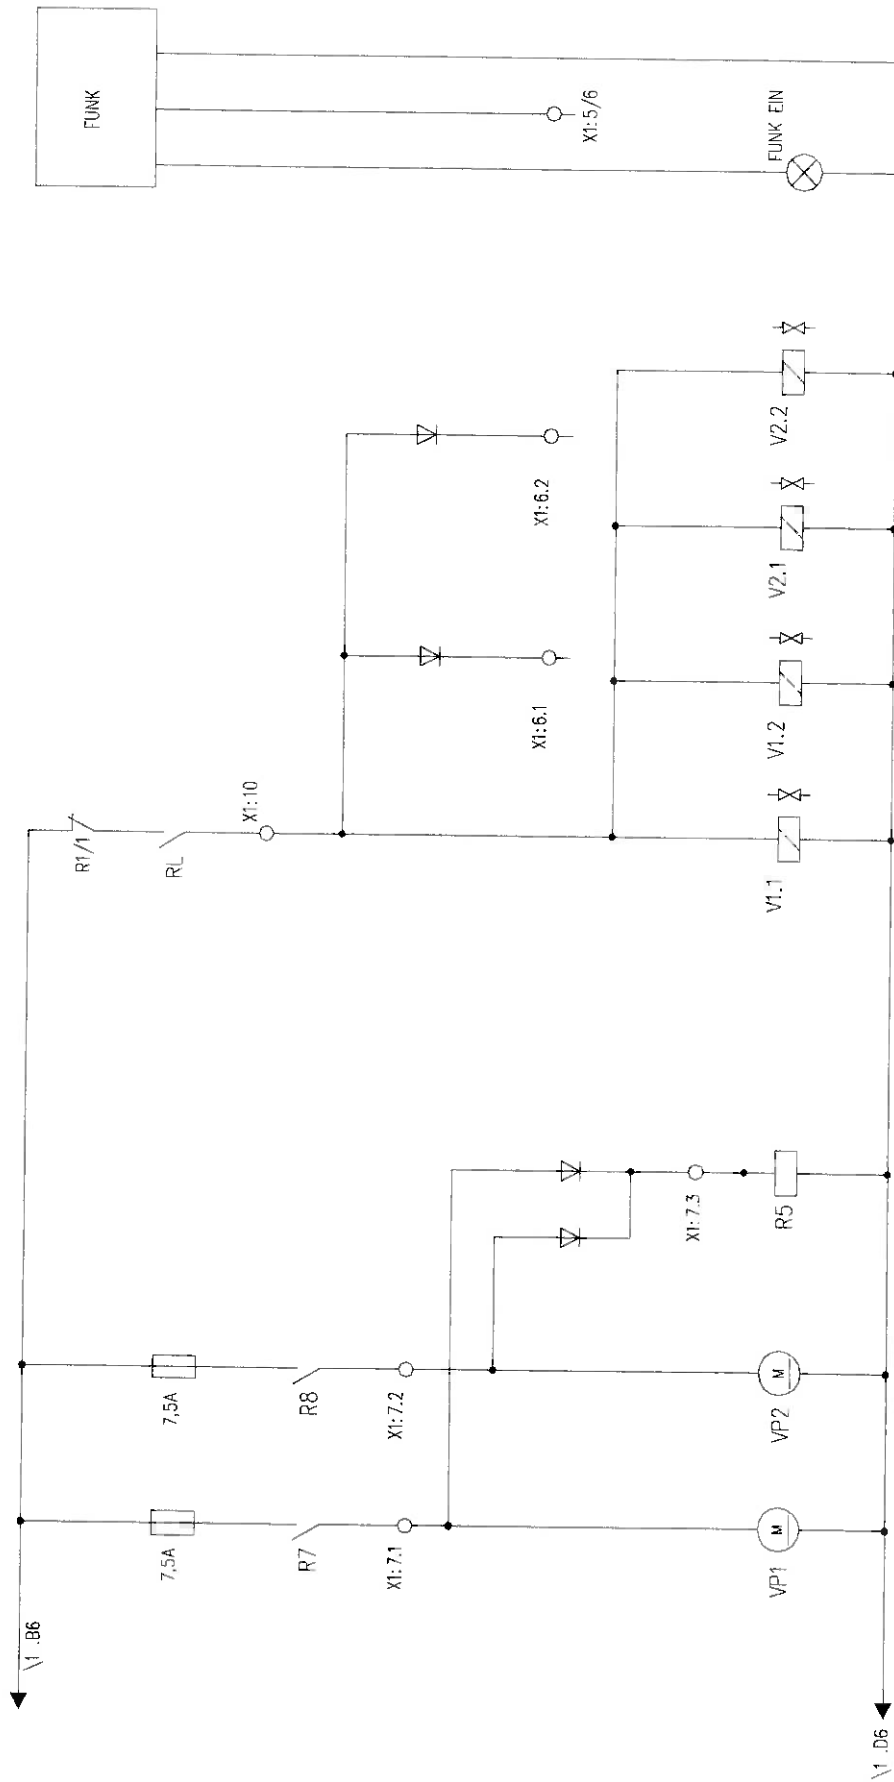 \1 .B6
7,5A
7,5A
R7
R8
X1:7.1
X1:7.2
VP1
M
VP2
M
X1:7.3
R5
\1 .D6
R1/1
RL
X1:10
X1:6.1
X1:6.2
V1.1
V1.2
V2.1
V2.2
FUNK
X1:5/6
FUNK EIN